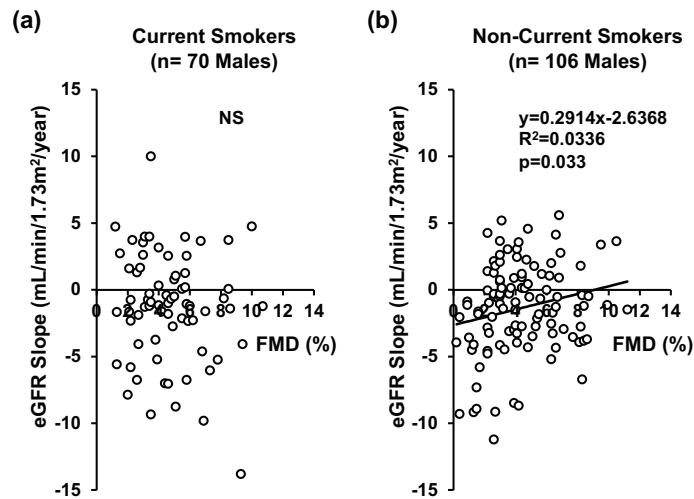 (a)
Current Smokers
(n= 70 Males)
NS
eGFR Slope (mL/min/1.73m²/year)
15
10
5
0
-5
-10
-15
0 2 4 6 8 10 12 14
FMD (%)
(b)
Non-Current Smokers
(n= 106 Males)
y=0.2914x-2.6368
R²=0.0336
p=0.033
eGFR Slope (mL/min/1.73m²/year)
15
10
5
0
-5
-10
-15
0 2 4 6 8 10 12 14
FMD (%)